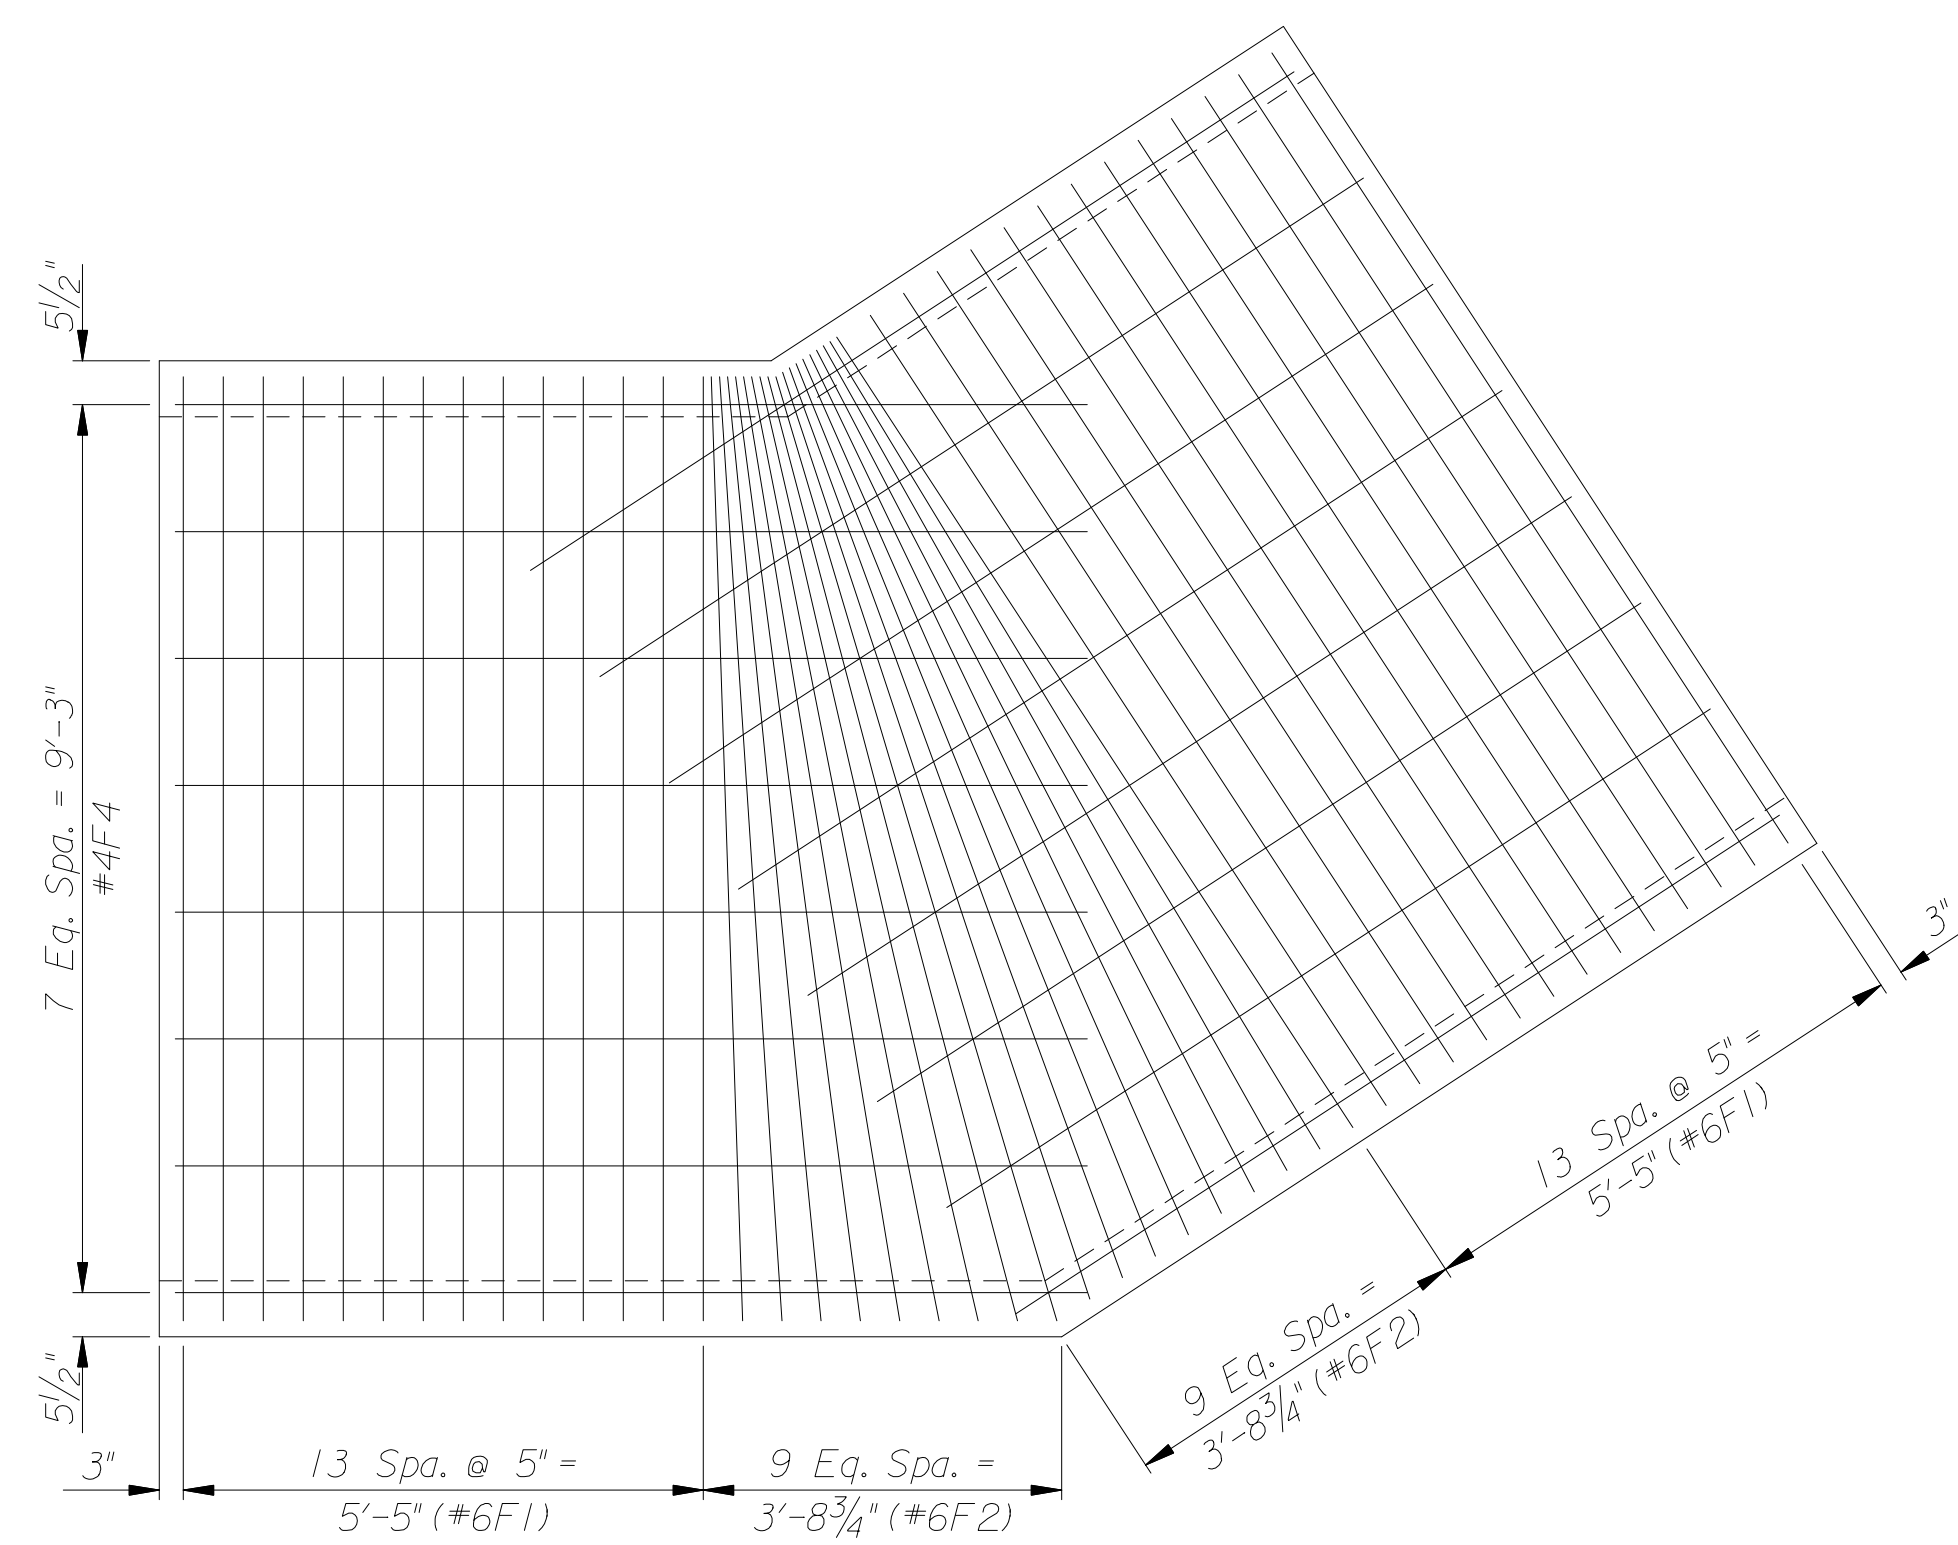 5½"
7 Eq. Spa. = 9'-3"
#4F4
5½"
3"
13 Spa. @ 5" =
5'-5" (#6F1)
9 Eq. Spa. =
3'-8¾" (#6F2)
9 Eq. Spa. =
3'-8¾" (#6F2)
13 Spa. @ 5" =
5'-5" (#6F1)
3"